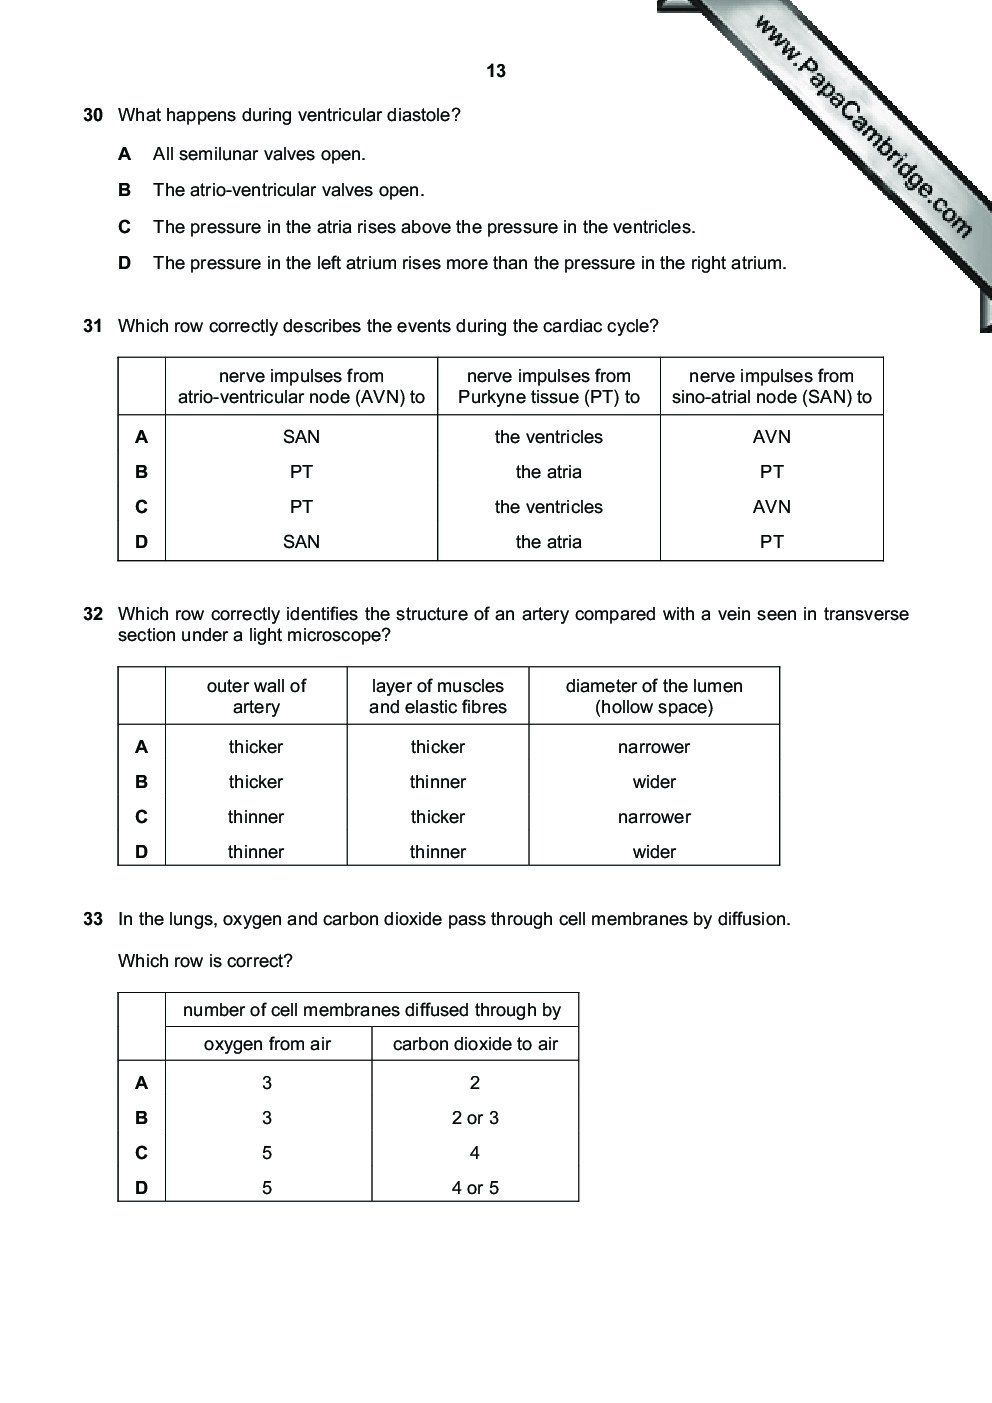 www.PapaCambridge.com
13
30 What happens during ventricular diastole?
A All semilunar valves open.
B The atrio-ventricular valves open.
C The pressure in the atria rises above the pressure in the ventricles.
D The pressure in the left atrium rises more than the pressure in the right atrium.
31 Which row correctly describes the events during the cardiac cycle?
nerve impulses from nerve impulses from nerve impulses from
atrio-ventricular node (AVN) to Purkyne tissue (PT) to sino-atrial node (SAN) to
A SAN the ventricles AVN
B PT the atria PT
C PT the ventricles AVN
D SAN the atria PT
32 Which row correctly identifies the structure of an artery compared with a vein seen in transverse
section under a light microscope?
outer wall of layer of muscles diameter of the lumen
artery and elastic fibres (hollow space)
A thicker thicker narrower
B thicker thinner wider
C thinner thicker narrower
D thinner thinner wider
33 In the lungs, oxygen and carbon dioxide pass through cell membranes by diffusion.
Which row is correct?
number of cell membranes diffused through by
oxygen from air carbon dioxide to air
A 3 2
B 3 2 or 3
C 5 4
D 5 4 or 5